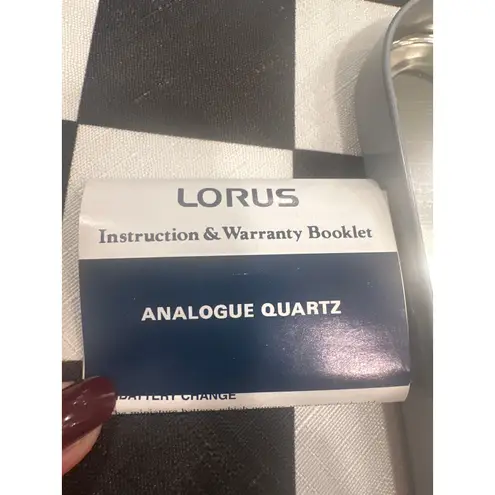 LORUS
Instruction & Warranty Booklet
ANALOGUE QUARTZ
BATTERY CHANGE